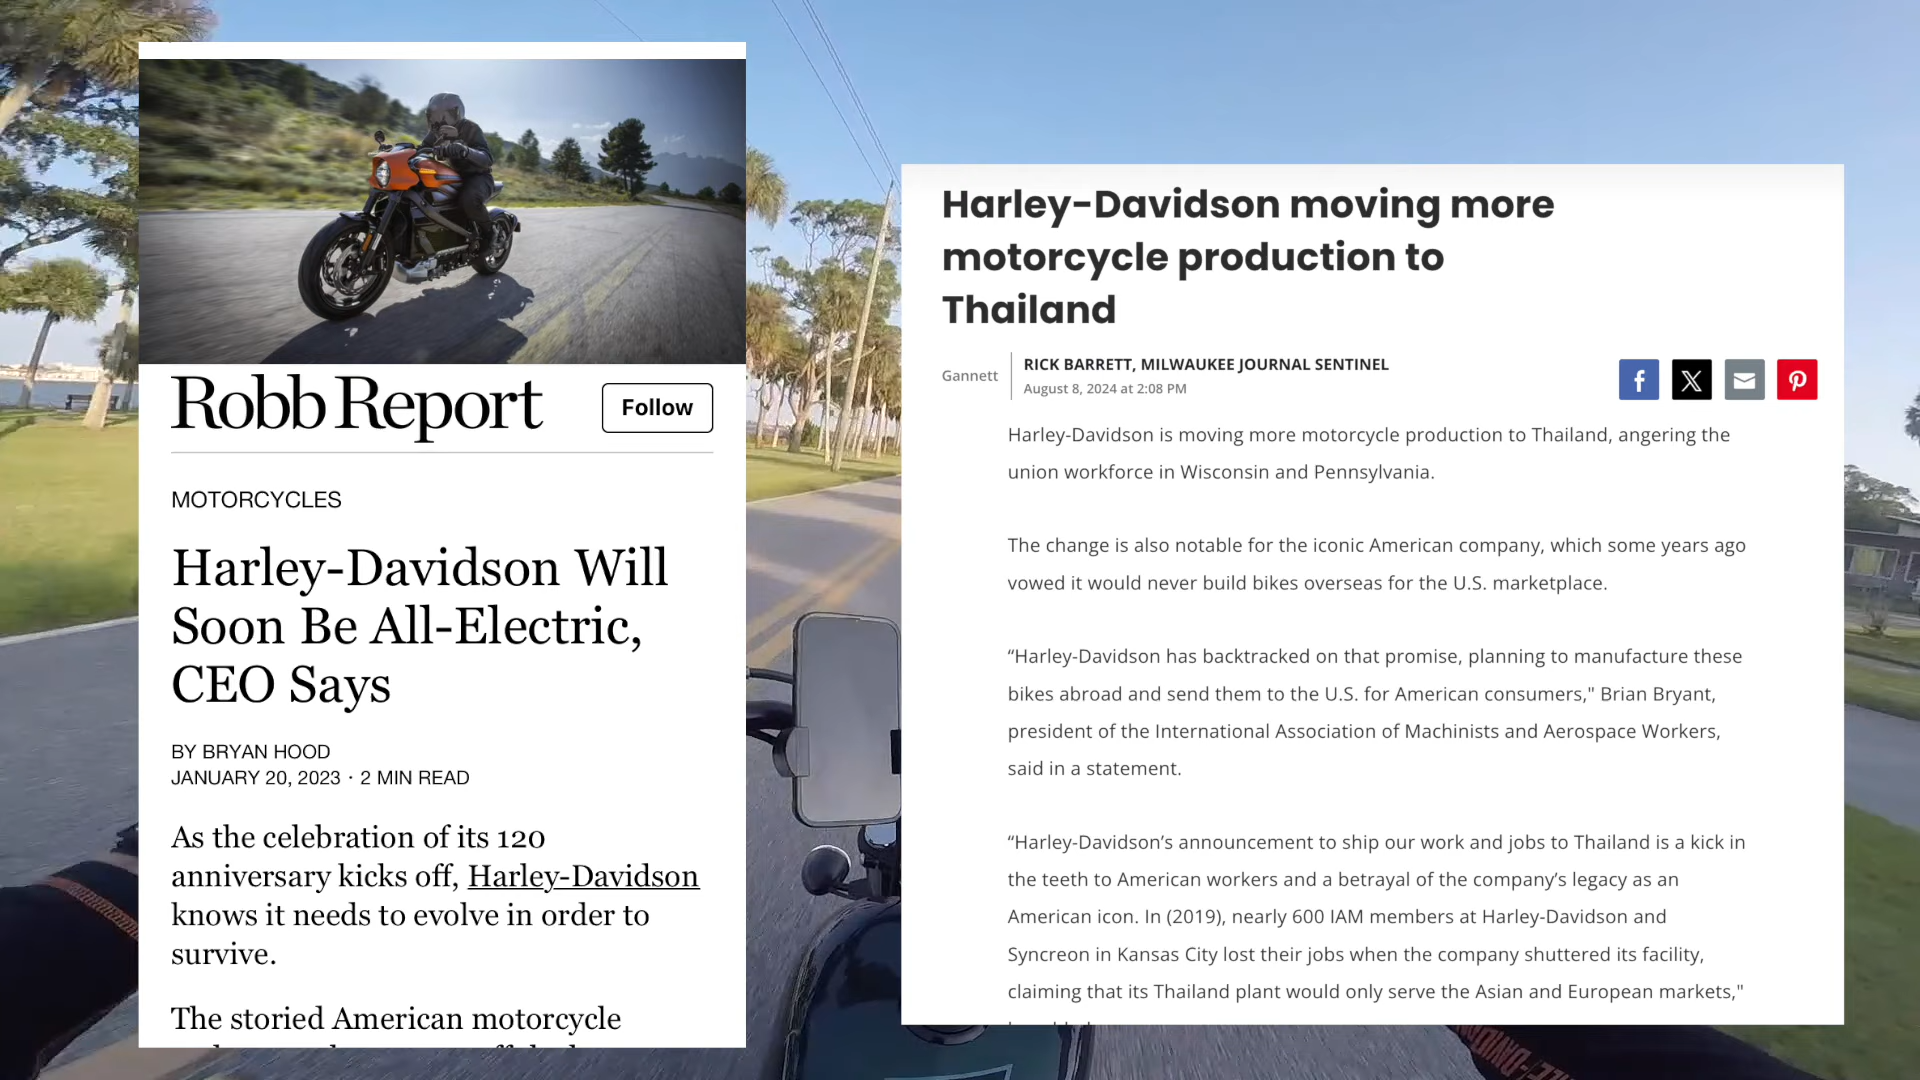 Robb Report
Follow
MOTORCYCLES
Harley-Davidson Will
Soon Be All-Electric,
CEO Says
BY BRYAN HOOD
JANUARY 20, 2023 · 2 MIN READ
As the celebration of its 120
anniversary kicks off, Harley-Davidson
knows it needs to evolve in order to
survive.
The storied American motorcycle
Harley-Davidson moving more
motorcycle production to
Thailand
Gannett
RICK BARRETT, MILWAUKEE JOURNAL SENTINEL
August 8, 2024 at 2:08 PM
Harley-Davidson is moving more motorcycle production to Thailand, angering the
union workforce in Wisconsin and Pennsylvania.
The change is also notable for the iconic American company, which some years ago
vowed it would never build bikes overseas for the U.S. marketplace.
“Harley-Davidson has backtracked on that promise, planning to manufacture these
bikes abroad and send them to the U.S. for American consumers," Brian Bryant,
president of the International Association of Machinists and Aerospace Workers,
said in a statement.
“Harley-Davidson’s announcement to ship our work and jobs to Thailand is a kick in
the teeth to American workers and a betrayal of the company’s legacy as an
American icon. In (2019), nearly 600 IAM members at Harley-Davidson and
Syncreon in Kansas City lost their jobs when the company shuttered its facility,
claiming that its Thailand plant would only serve the Asian and European markets,"